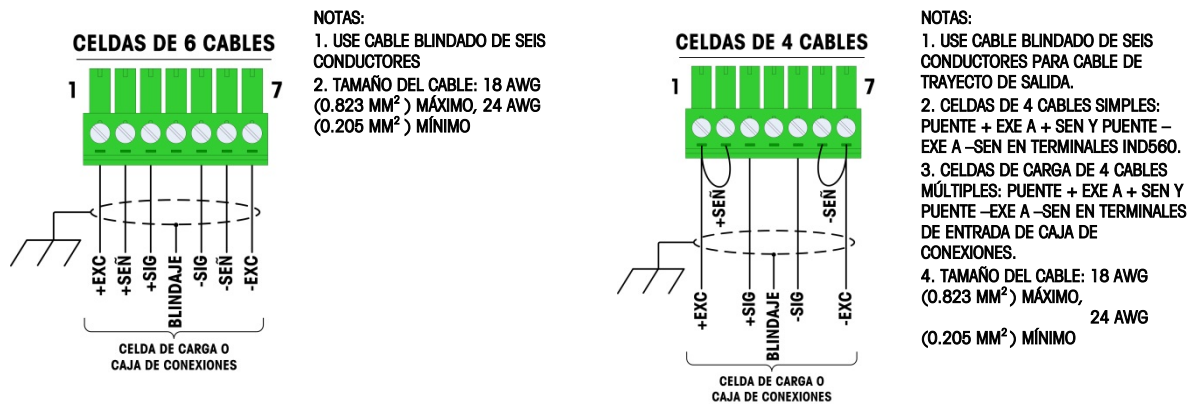 CELDAS DE 6 CABLES
1
7
+EXC
+SEÑ
+SIG
BLINDAJE
-SIG
-SEÑ
-EXC
CELDA DE CARGA O
CAJA DE CONEXIONES
NOTAS:
1. USE CABLE BLINDADO DE SEIS
CONDUCTORES
2. TAMAÑO DEL CABLE: 18 AWG
(0.823 MM²) MÁXIMO, 24 AWG
(0.205 MM²) MÍNIMO
CELDAS DE 4 CABLES
1
7
+SEÑ
-SEÑ
+EXC
+SIG
BLINDAJE
-SIG
-EXC
CELDA DE CARGA O
CAJA DE CONEXIONES
NOTAS:
1. USE CABLE BLINDADO DE SEIS
CONDUCTORES PARA CABLE DE
TRAYECTO DE SALIDA.
2. CELDAS DE 4 CABLES SIMPLES:
PUENTE + EXE A + SEN Y PUENTE –
EXE A –SEN EN TERMINALES IND560.
3. CELDAS DE CARGA DE 4 CABLES
MÚLTIPLES: PUENTE + EXE A + SEN Y
PUENTE –EXE A –SEN EN TERMINALES
DE ENTRADA DE CAJA DE
CONEXIONES.
4. TAMAÑO DEL CABLE: 18 AWG
(0.823 MM²) MÁXIMO,
24 AWG
(0.205 MM²) MÍNIMO